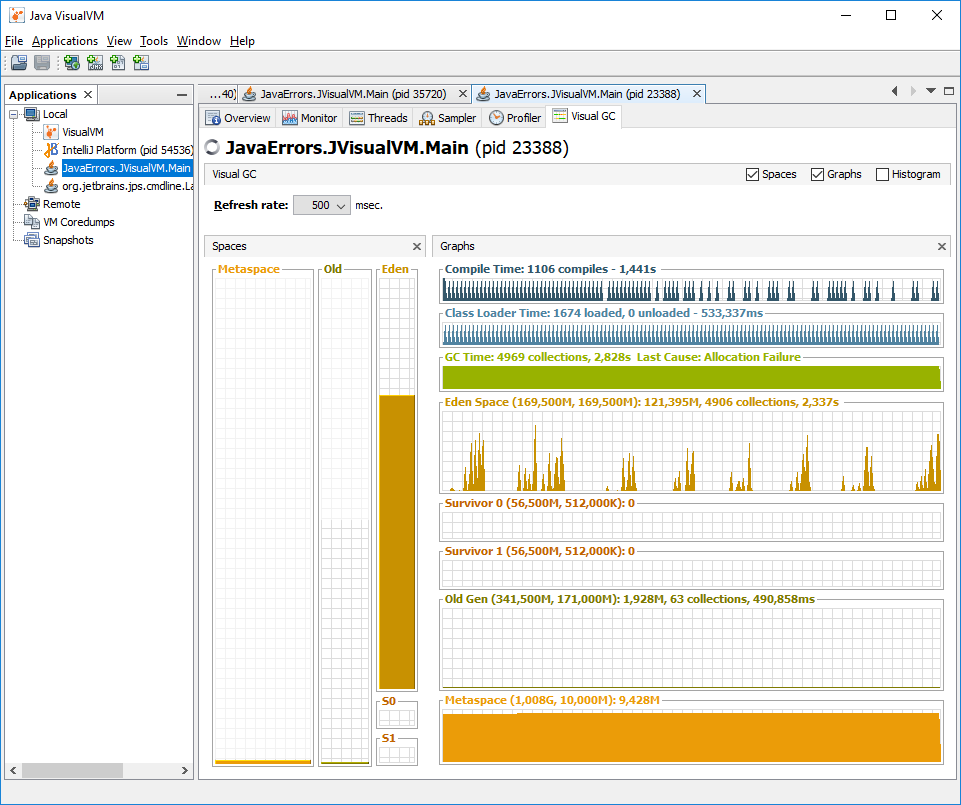 Java VisualVM
File Applications View Tools Window Help
Applications
...40) JavaErrors.JVisualVM.Main (pid 35720) JavaErrors.JVisualVM.Main (pid 23388)
Local
VisualVM
IntelliJ Platform (pid 54536)
JavaErrors.JVisualVM.Main
org.jetbrains.jps.cmdline.La
Remote
VM Coredumps
Snapshots
Overview Monitor Threads Sampler Profiler Visual GC
JavaErrors.JVisualVM.Main (pid 23388)
Visual GC Spaces Graphs Histogram
Refresh rate: 500 msec.
Spaces
Metaspace Old Eden
S0
S1
Graphs
Compile Time: 1106 compiles - 1,441s
Class Loader Time: 1674 loaded, 0 unloaded - 533,337ms
GC Time: 4969 collections, 2,828s Last Cause: Allocation Failure
Eden Space (169,500M, 169,500M): 121,395M, 4906 collections, 2,337s
Survivor 0 (56,500M, 512,000K): 0
Survivor 1 (56,500M, 512,000K): 0
Old Gen (341,500M, 171,000M): 1,928M, 63 collections, 490,858ms
Metaspace (1,008G, 10,000M): 9,428M